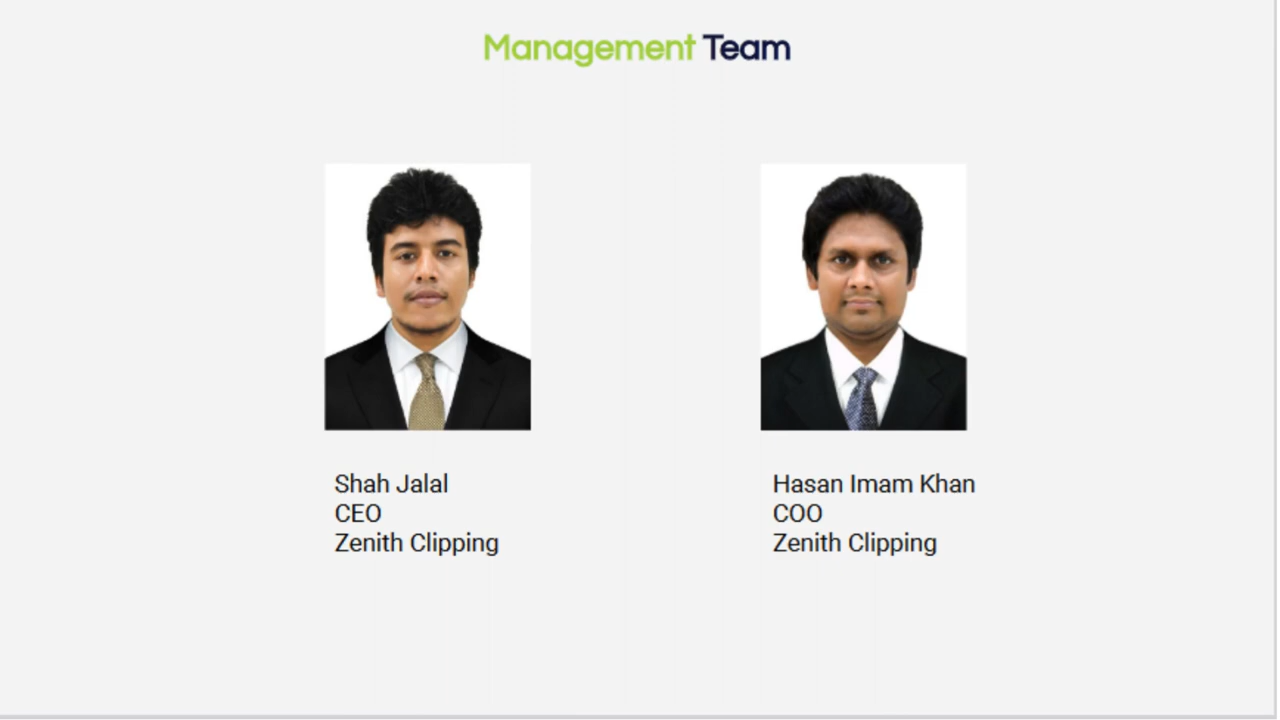 Management Team
Shah Jalal
CEO
Zenith Clipping
Hasan Imam Khan
COO
Zenith Clipping